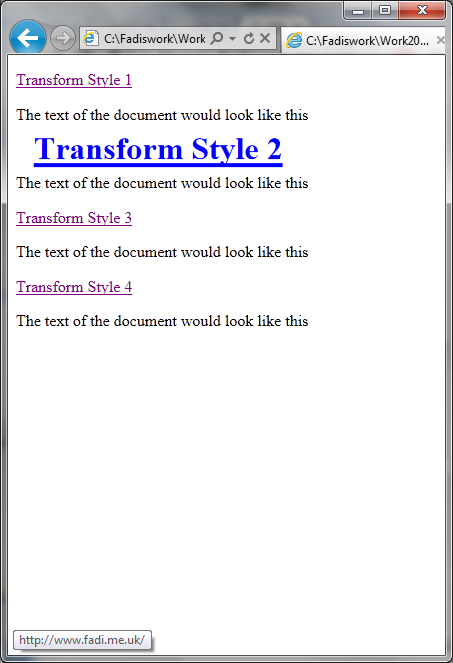 C:\Fadiswork\Work
C:\Fadiswork\Work20...
Transform Style 1
The text of the document would look like this
Transform Style 2
The text of the document would look like this
Transform Style 3
The text of the document would look like this
Transform Style 4
The text of the document would look like this
http://www.fadi.me.uk/